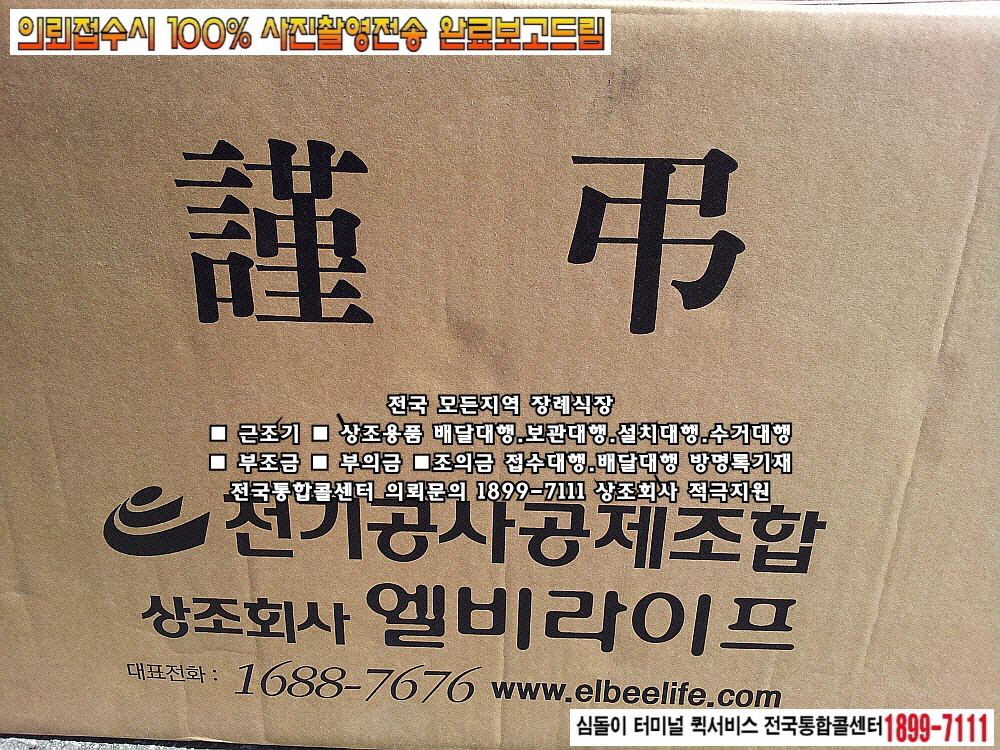 의뢰접수시 100% 사진촬영전송 완료보고드림
謹 弔
전국 모든지역 장례식장
■ 근조기 ■ 상조용품 배달대행.보관대행.설치대행.수거대행
■ 부조금 ■ 부의금 ■조의금 접수대행.배달대행 방명록기재
전국통합콜센터 의뢰문의 1899-7111 상조회사 적극지원
전기공사공제조합
상조회사 엘비라이프
대표전화 : 1688-7676 www.elbeelife.com
심돌이 터미널 퀵서비스 전국통합콜센터1899-7111